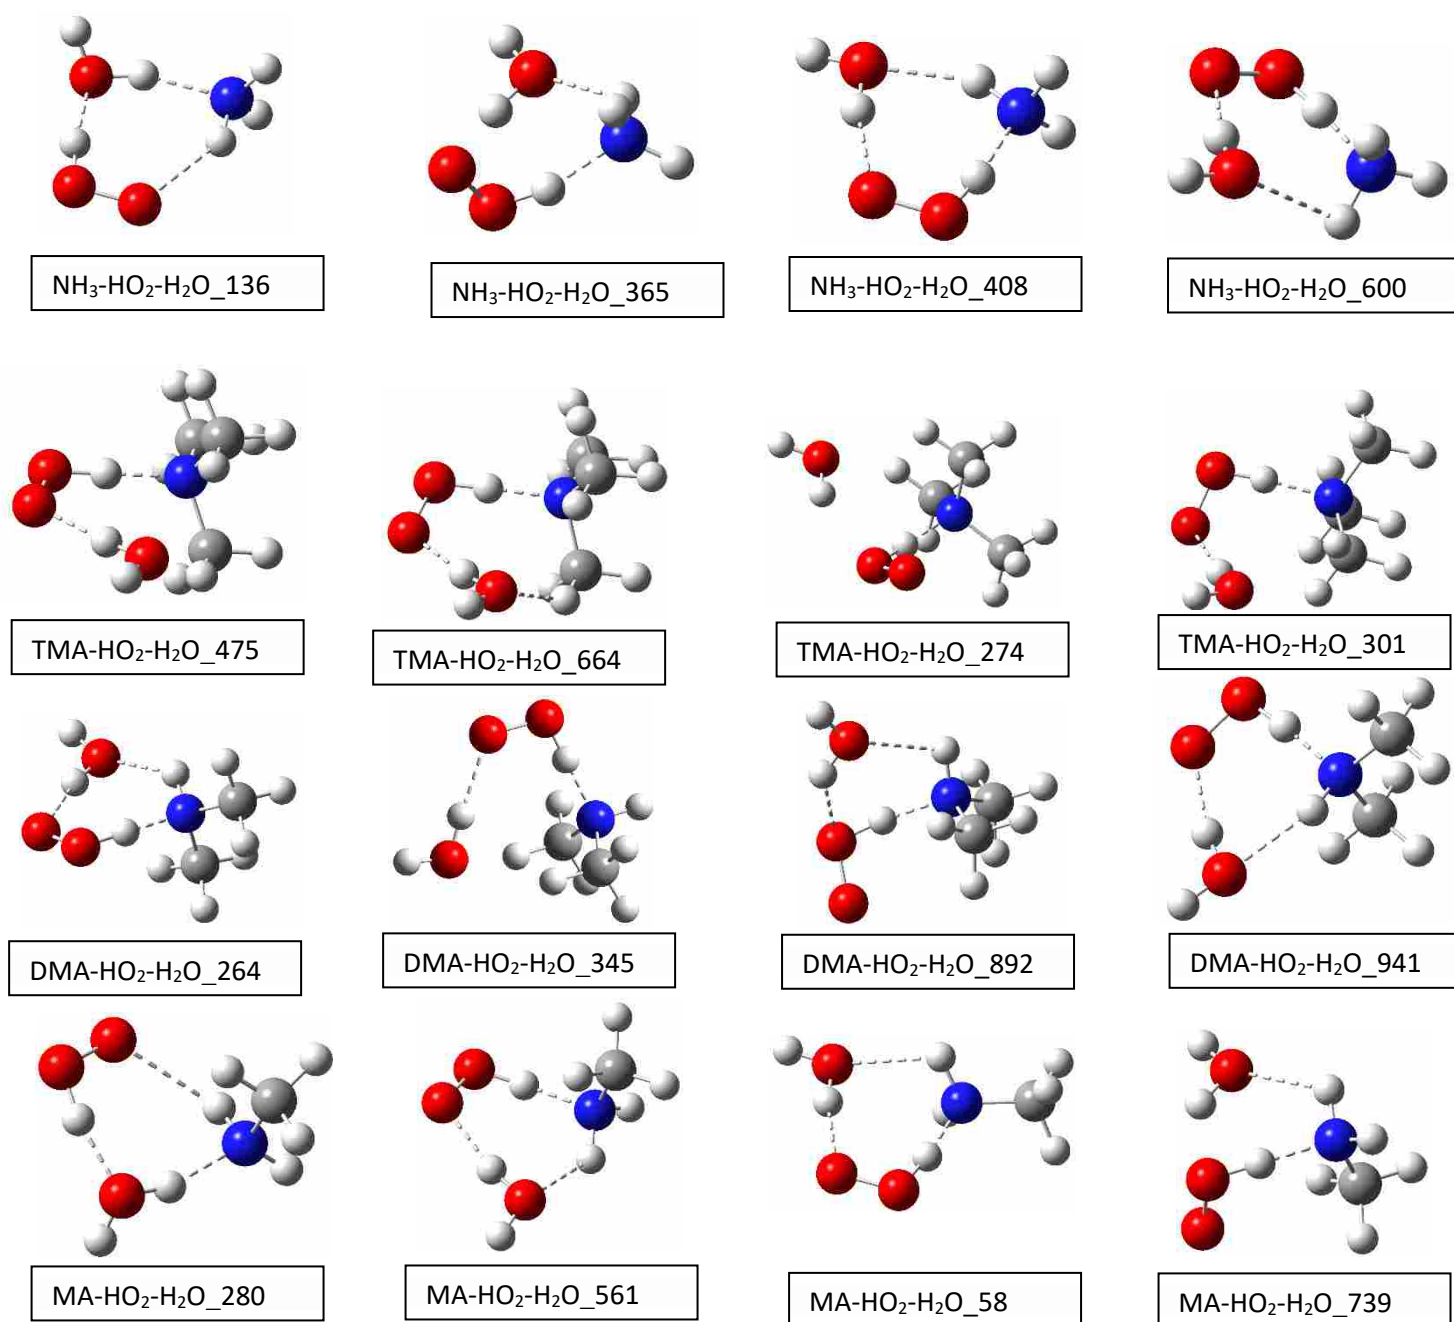 NH₃-HO₂-H₂O_136
NH₃-HO₂-H₂O_365
NH₃-HO₂-H₂O_408
NH₃-HO₂-H₂O_600
TMA-HO₂-H₂O_475
TMA-HO₂-H₂O_664
TMA-HO₂-H₂O_274
TMA-HO₂-H₂O_301
DMA-HO₂-H₂O_264
DMA-HO₂-H₂O_345
DMA-HO₂-H₂O_892
DMA-HO₂-H₂O_941
MA-HO₂-H₂O_280
MA-HO₂-H₂O_561
MA-HO₂-H₂O_58
MA-HO₂-H₂O_739